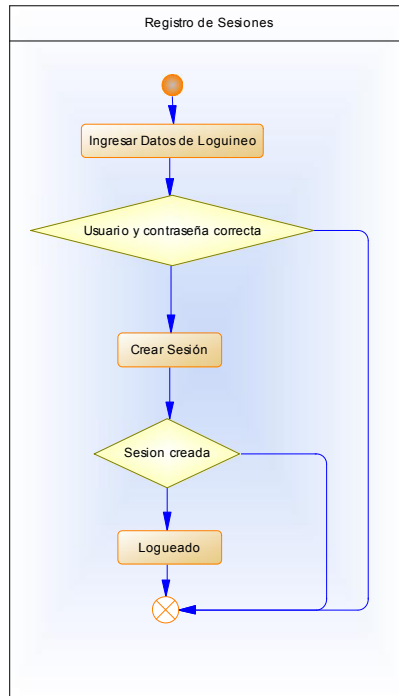 Registro de Sesiones
Ingresar Datos de Loguineo
Usuario y contraseña correcta
Crear Sesión
Sesion creada
Logueado